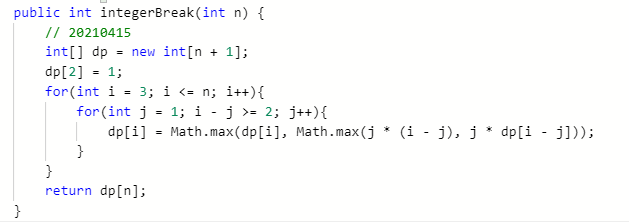 public int integerBreak(int n) {
    // 20210415
    int[] dp = new int[n + 1];
    dp[2] = 1;
    for(int i = 3; i <= n; i++){
        for(int j = 1; i - j >= 2; j++){
            dp[i] = Math.max(dp[i], Math.max(j * (i - j), j * dp[i - j]));
        }
    }
    return dp[n];
}